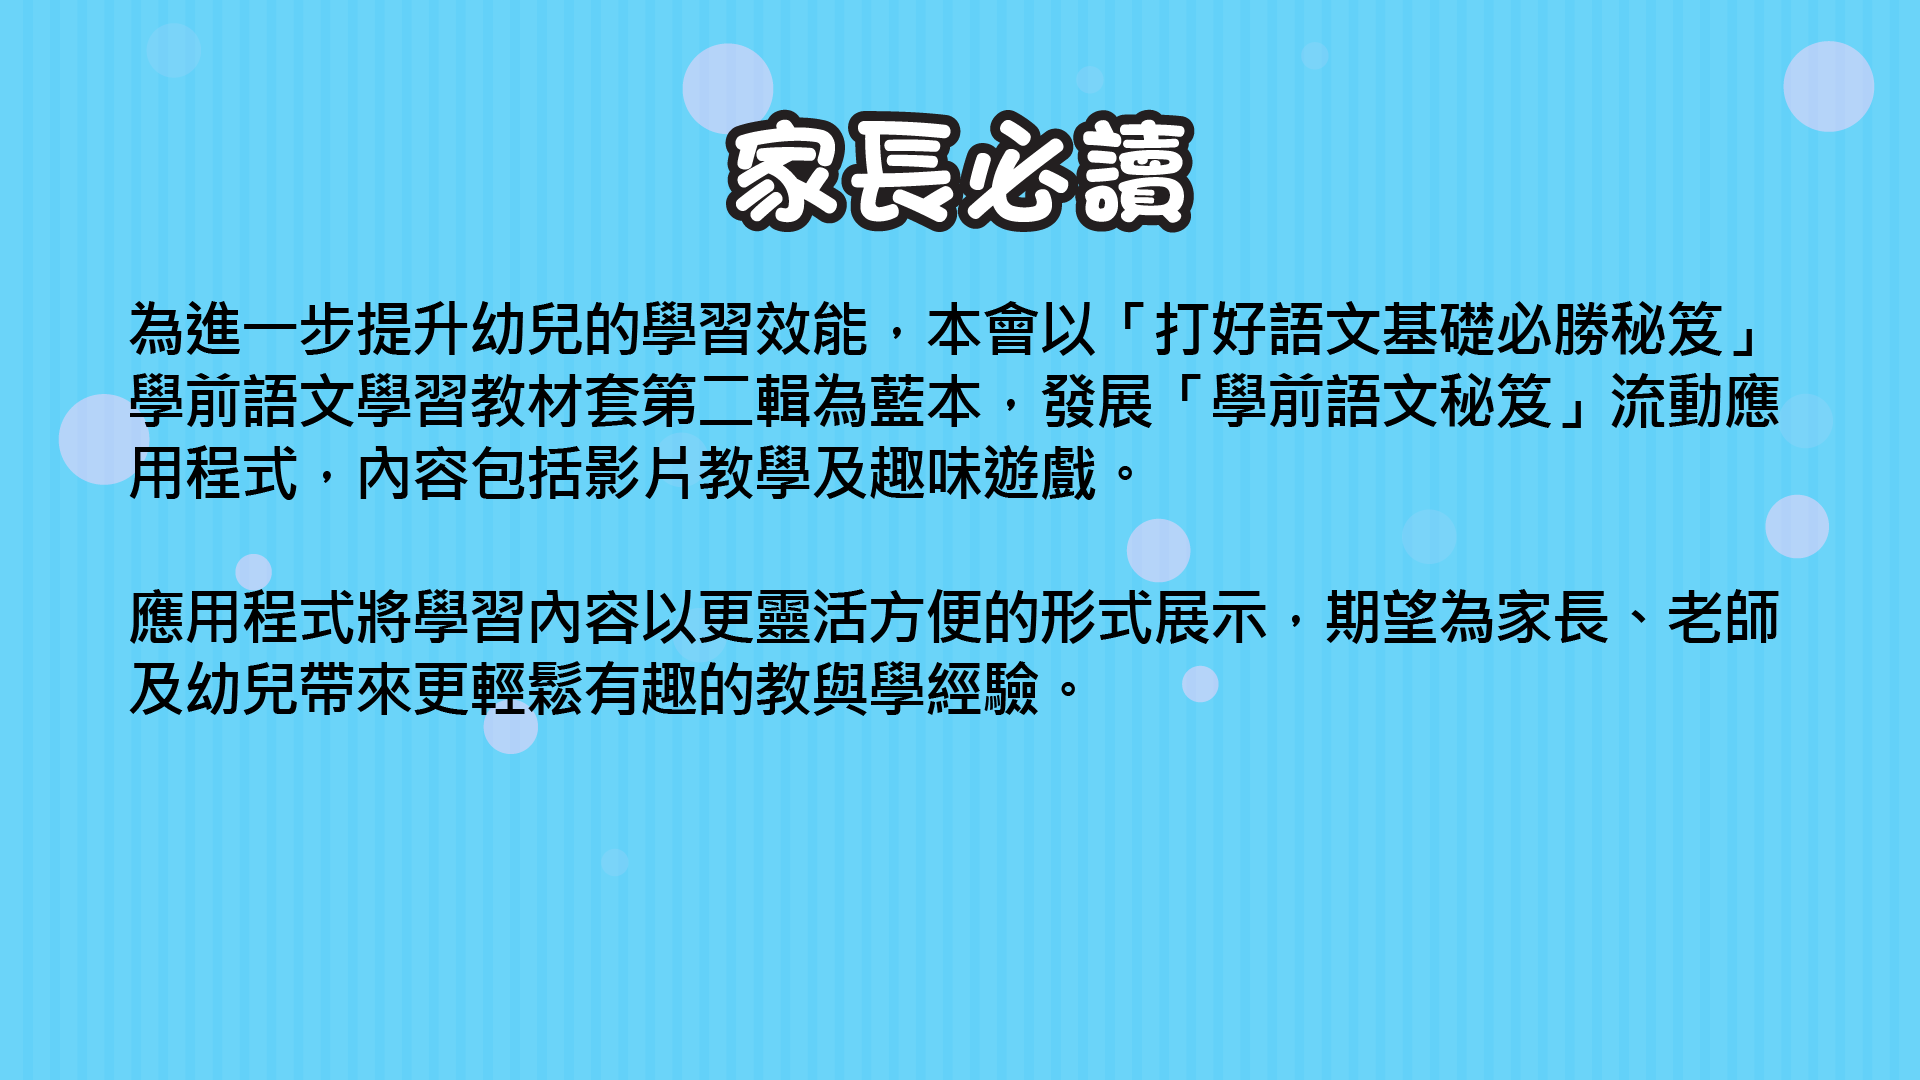 家長必讀
為進一步提升幼兒的學習效能，本會以「打好語文基礎必勝秘笈」
學前語文學習教材套第二輯為藍本，發展「學前語文秘笈」流動應
用程式，內容包括影片教學及趣味遊戲。
應用程式將學習內容以更靈活方便的形式展示，期望為家長、老師
及幼兒帶來更輕鬆有趣的教與學經驗。